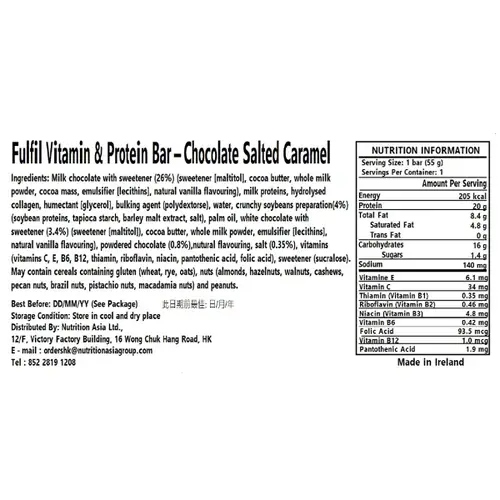 Fulfil Vitamin & Protein Bar – Chocolate Salted Caramel
Ingredients: Milk chocolate with sweetener (26%) (sweetener [maltitol], cocoa butter, whole milk
powder, cocoa mass, emulsifier [lecithins], natural vanilla flavouring), milk proteins, hydrolysed
collagen, humectant [glycerol], bulking agent (polydextorse), water, crunchy soybeans preparation(4%)
(soybean proteins, tapioca starch, barley malt extract, salt), palm oil, white chocolate with
sweetener (3.4%) (sweetener (maltitol]), cocoa butter, whole milk powder, emulsifier [lecithin],
natural vanilla flavouring), powdered chocolate (0.8%),natural flavouring, salt (0.35%), vitamins
(vitamins C, E, B6, B12, thiamin, riboflavin, niacin, pantothenic acid, folic acid), sweetener (sucralose).
May contain cereals containing gluten (wheat, rye, oats), nuts (almonds, hazelnuts, walnuts, cashews,
pecan nuts, brazil nuts, pistachio nuts, macadamia nuts) and peanuts.
Best Before: DD/MM/YY (See Package) 此日期前最佳: 日/月/年
Storage Condition: Store in cool and dry place
Distributed By: Nutrition Asia Ltd.,
12/F, Victory Factory Building, 16 Wong Chuk Hang Road, HK
E - mail : ordershk@nutritionasiagroup.com
Tel : 852 2819 1208
NUTRITION INFORMATION
Serving Size: 1 bar (55 g)
Servings Per Container: 1
Amount Per Serving
Energy 205 kcal
Protein 20 g
Total Fat 8.4 g
Saturated Fat 4.8 g
Trans Fat 0 g
Carbohydrates 16 g
Sugars 1.4 g
Sodium 140 mg
Vitamine E 6.1 mg
Vitamin C 34 mg
Thiamin (Vitamin B1) 0.35 mg
Riboflavin (Vitamin B2) 0.46 mg
Niacin (Vitamin B3) 4.8 mg
Vitamin B6 0.42 mg
Folic Acid 93.5 mcg
Vitamin B12 1.0 mcg
Pantothenic Acid 1.9 mg
Made in Ireland